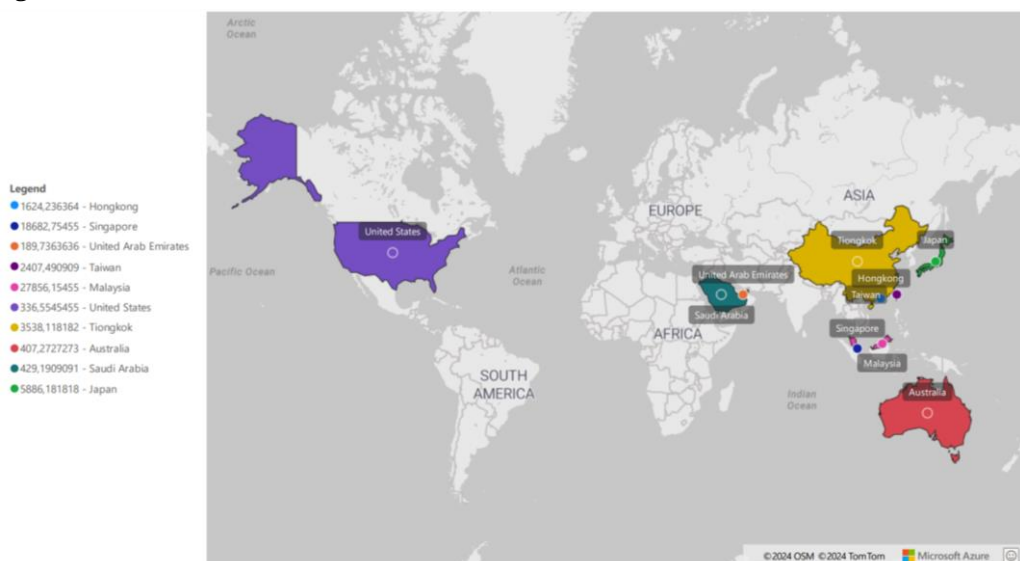 Arctic
Ocean
Legend
1624,236364 - Hongkong
18682,75455 - Singapore
189,7363636 - United Arab Emirates
2407,490909 - Taiwan
27856,15455 - Malaysia
336,5545455 - United States
3538,118182 - Tiongkok
407,2727273 - Australia
429,1909091 - Saudi Arabia
5886,181818 - Japan
ASIA
EUROPE
United States
Tiongkok
Japan
Pacific Ocean
Atlantic
Ocean
United Arab Emirates
Hongkong
Taiwan
Saudi Arabia
AFRICA
Singapore
Malaysia
SOUTH
AMERICA
Indian
Ocean
Australia
©2024 OSM ©2024 TomTom
Microsoft Azure